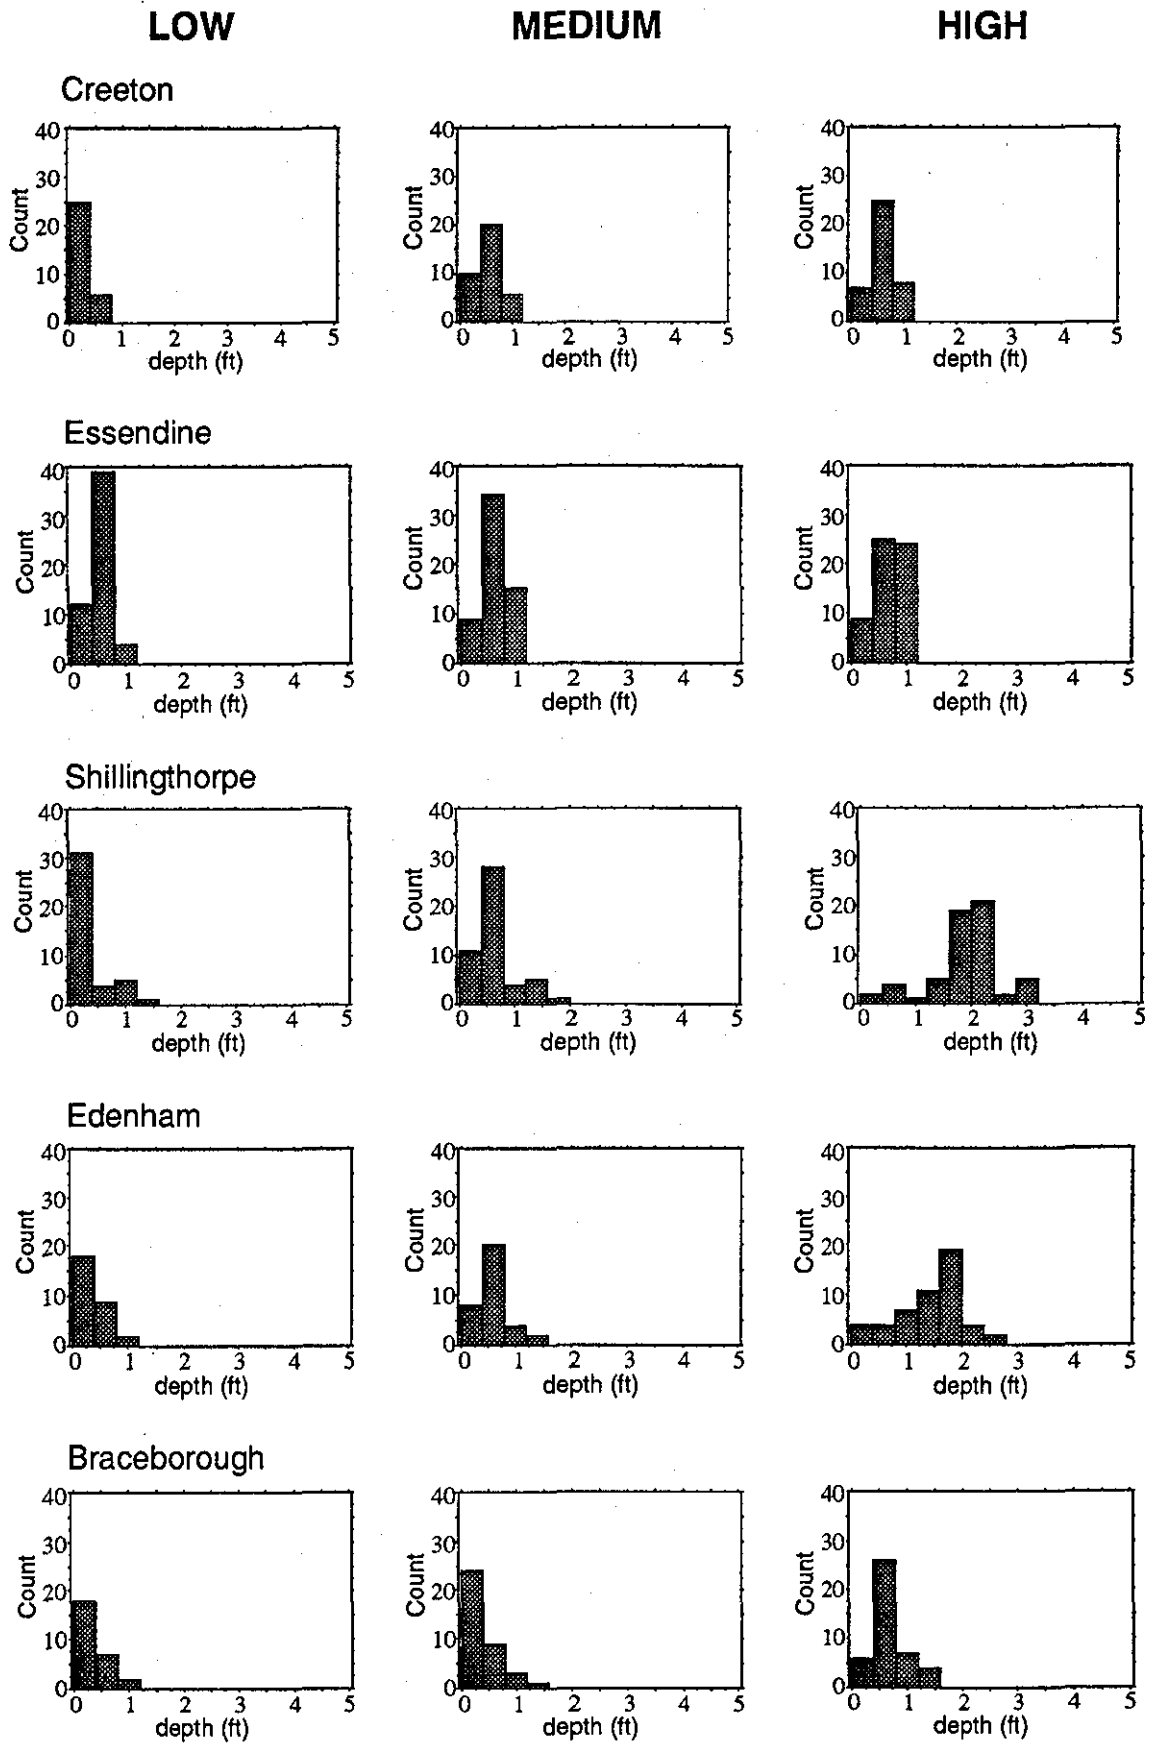 LOW MEDIUM HIGH
Creeton
40 40 40
30 30 30
20 20 20
10 10 10
0 0 0
Count Count Count
0 1 2 3 4 5 0 1 2 3 4 5 0 1 2 3 4 5
depth (ft) depth (ft) depth (ft)
Essendine
40 40 40
30 30 30
20 20 20
10 10 10
0 0 0
Count Count Count
0 1 2 3 4 5 0 1 2 3 4 5 0 1 2 3 4 5
depth (ft) depth (ft) depth (ft)
Shillingthorpe
40 40 40
30 30 30
20 20 20
10 10 10
0 0 0
Count Count Count
0 1 2 3 4 5 0 1 2 3 4 5 0 1 2 3 4 5
depth (ft) depth (ft) depth (ft)
Edenham
40 40 40
30 30 30
20 20 20
10 10 10
0 0 0
Count Count Count
0 1 2 3 4 5 0 1 2 3 4 5 0 1 2 3 4 5
depth (ft) depth (ft) depth (ft)
Braceborough
40 40 40
30 30 30
20 20 20
10 10 10
0 0 0
Count Count Count
0 1 2 3 4 5 0 1 2 3 4 5 0 1 2 3 4 5
depth (ft) depth (ft) depth (ft)